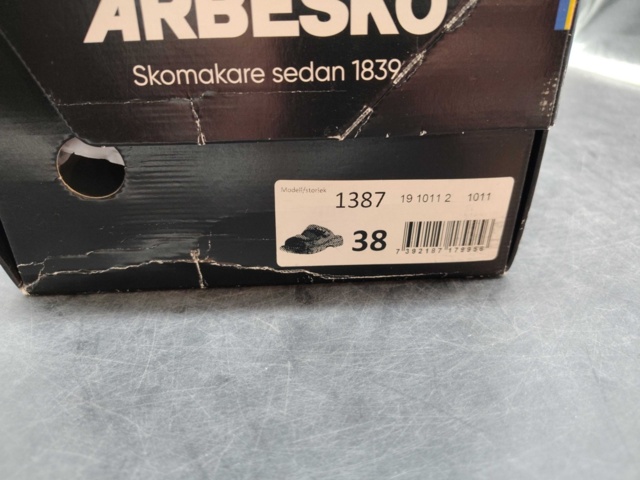 ARBESKO
Skomakare sedan 1839
Modell/storlek
1387 19 1011 2 1011
38